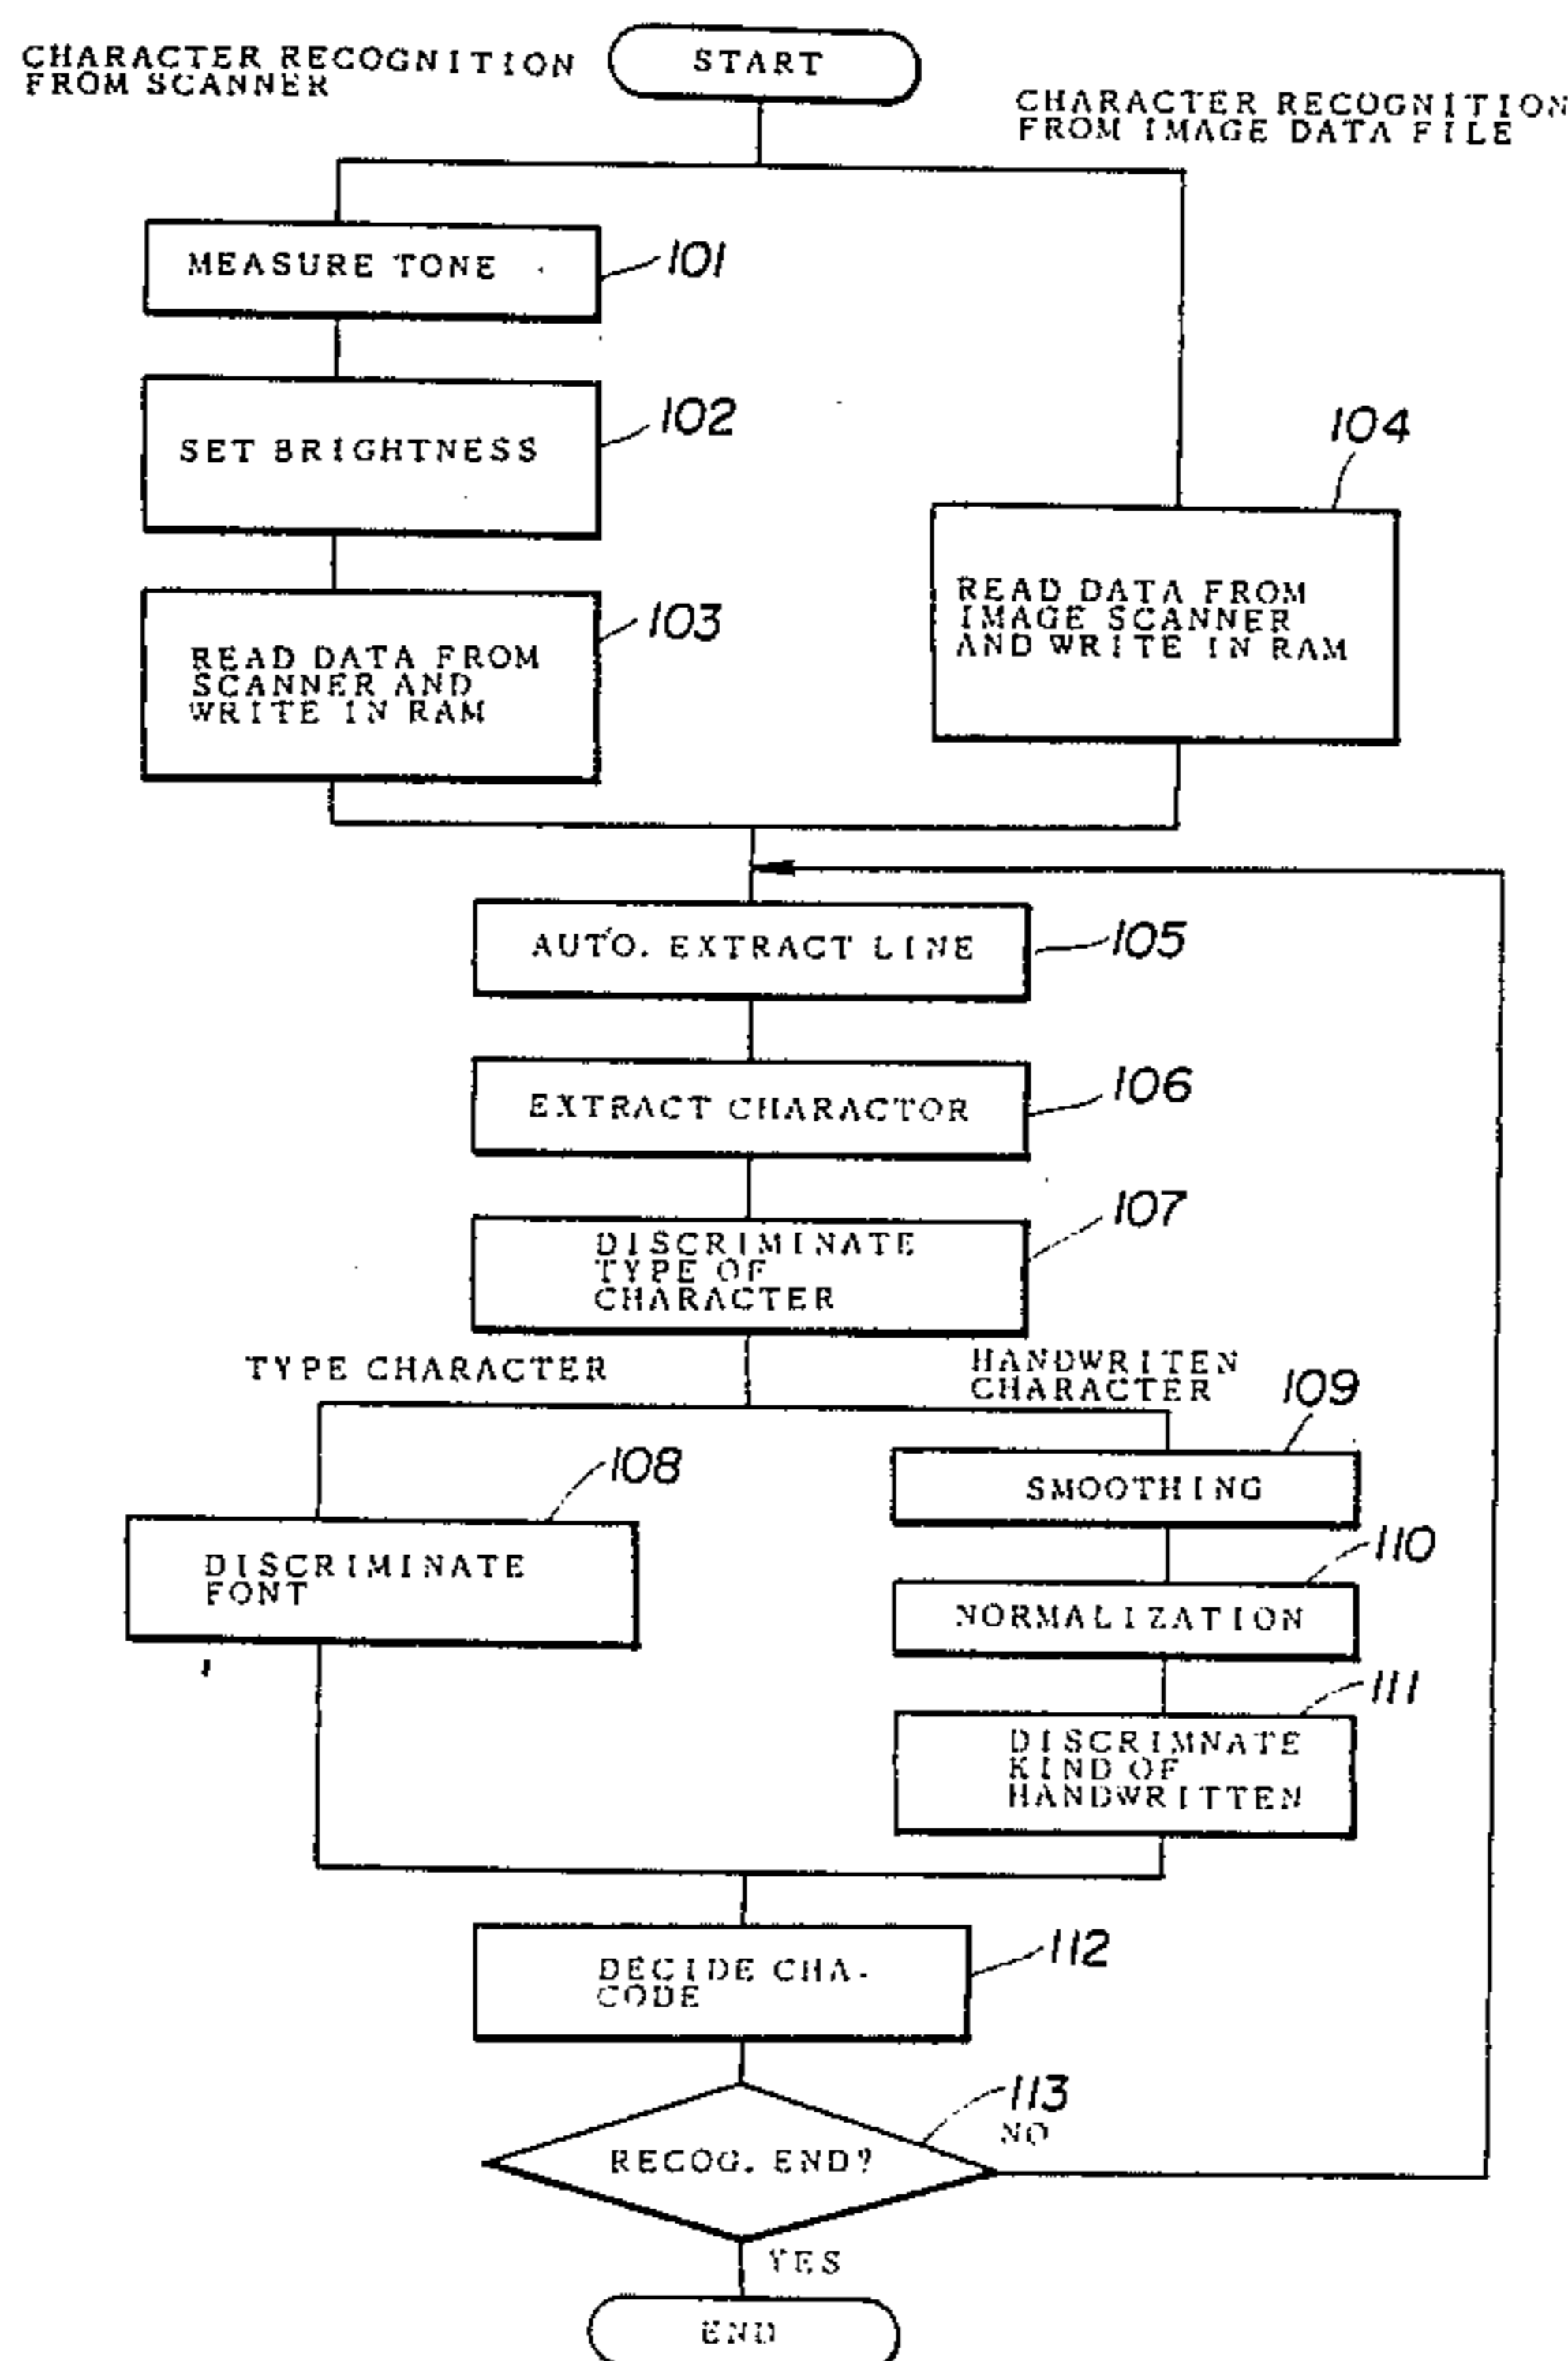 CHARACTER RECOGNITION
FROM SCANNER
START
CHARACTER RECOGNITION
FROM IMAGE DATA FILE
MEASURE TONE
101
SET BRIGHTNESS
102
104
READ DATA FROM
SCANNER AND
WRITE IN RAM
103
READ DATA FROM
IMAGE SCANNER
AND WRITE IN RAM
AUTO. EXTRACT LINE
105
EXTRACT CHARACTOR
106
DISCRIMINATE
TYPE OF
CHARACTER
107
TYPE CHARACTER
HANDWRITEN
CHARACTER
109
SMOOTHING
108
DISCRIMINATE
FONT
110
NORMALIZATION
111
DISCRIMNATE
KIND OF
HANDWRITTEN
DECIDE CHA.
CODE
112
113
NO
RECOG. END?
YES
END